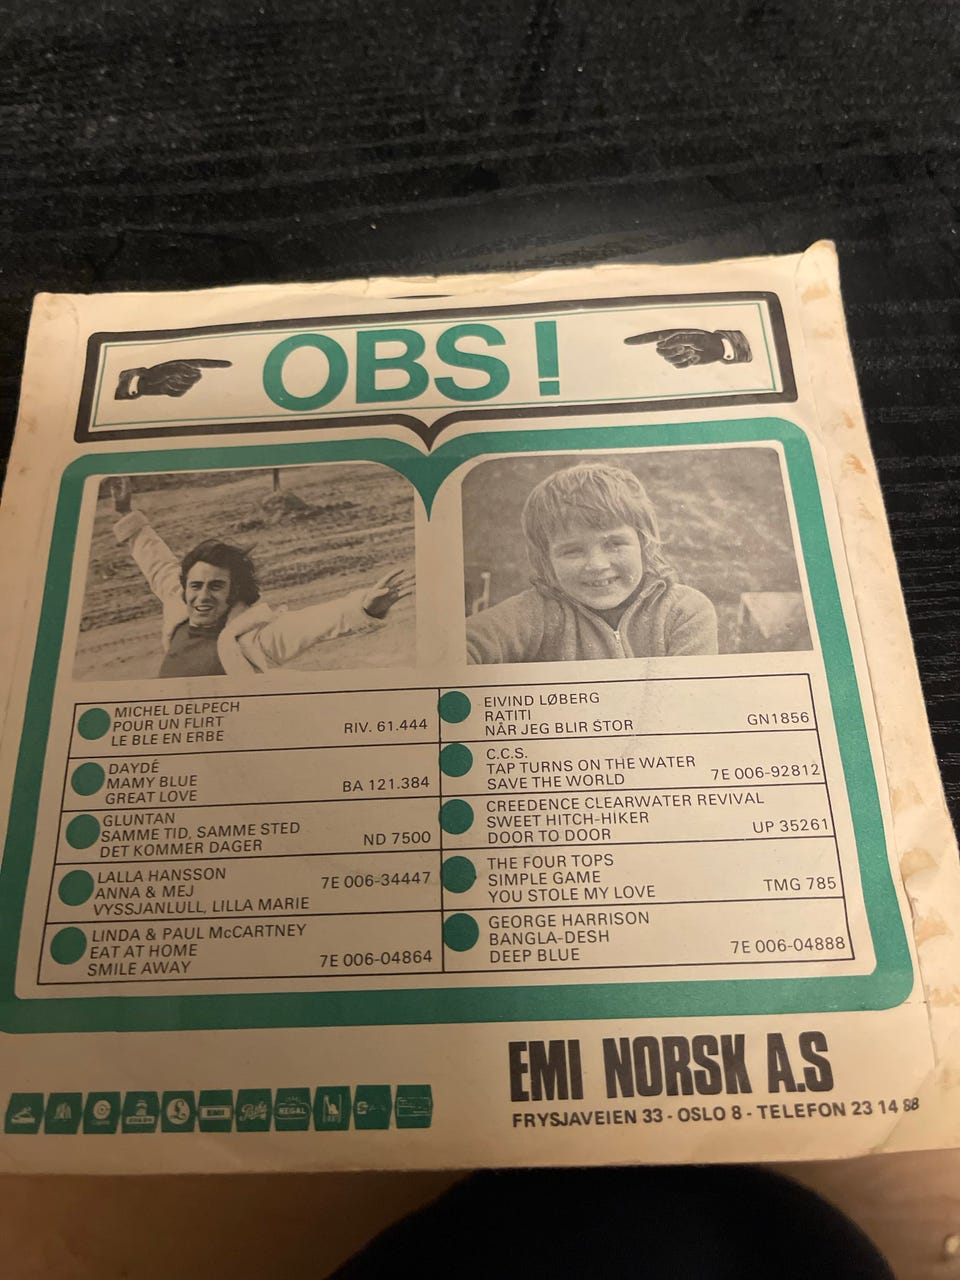 OBS!
MICHEL DELPECH
POUR UN FLIRT
LE BLE EN ERBE
RIV. 61.444
DAYDÉ
MAMY BLUE
GREAT LOVE
BA 121.384
GLUNTAN
SAMME TID, SAMME STED
DET KOMMER DAGER
ND 7500
LALLA HANSSON
ANNA & MEJ
VYSSJANLULL, LILLA MARIE
7E 006-34447
LINDA & PAUL McCARTNEY
EAT AT HOME
SMILE AWAY
7E 006-04864
EIVIND LØBERG
RATITI
NÅR JEG BLIR STOR
GN1856
C.C.S.
TAP TURNS ON THE WATER
SAVE THE WORLD
7E 006-92812
CREEDENCE CLEARWATER REVIVAL
SWEET HITCH-HIKER
DOOR TO DOOR
UP 35261
THE FOUR TOPS
SIMPLE GAME
YOU STOLE MY LOVE
TMG 785
GEORGE HARRISON
BANGLA-DESH
DEEP BLUE
7E 006-04888
EMI NORSK A.S
FRYSJAVEIEN 33 - OSLO 8 - TELEFON 23 14 88
EMI
REGAL